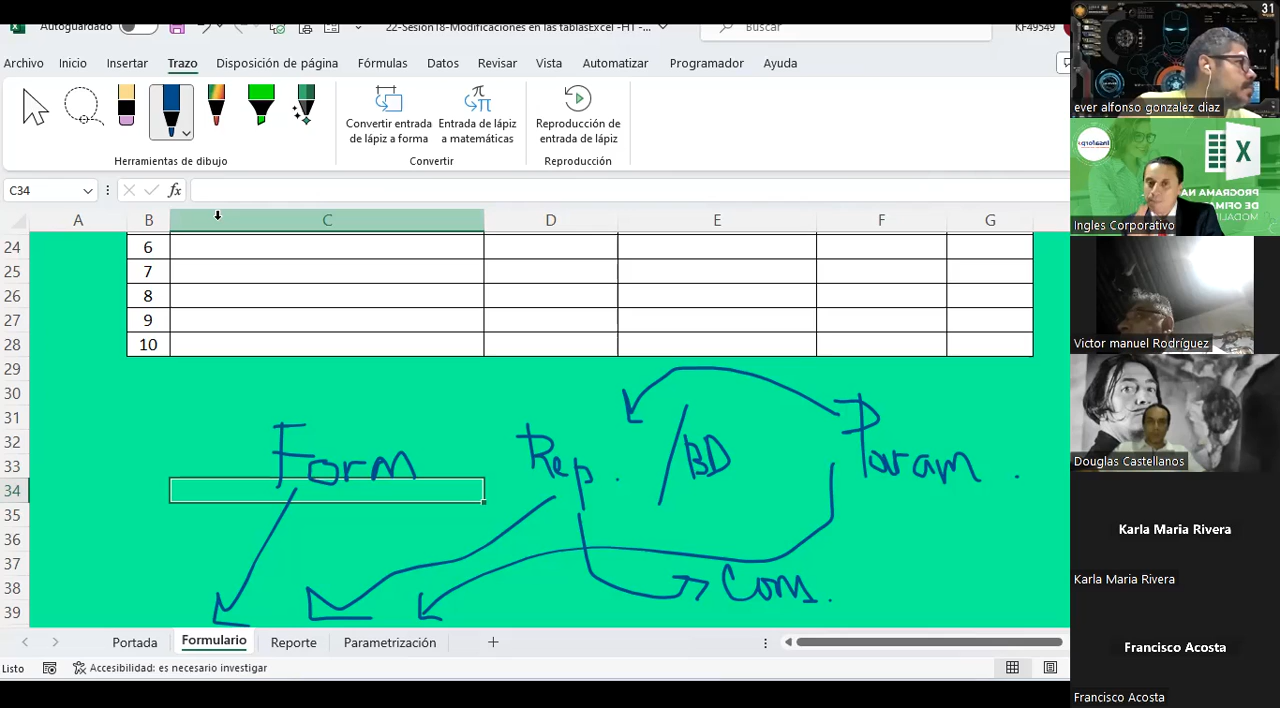 Autoguardado
22-Sesion18-Modificaciones en las tablasExcel -HT - ...
Buscar
KF49549
Archivo Inicio Insertar Trazo Disposición de página Fórmulas Datos Revisar Vista Automatizar Programador Ayuda
Convertir entrada de lápiz a forma
Entrada de lápiz a matemáticas
Reproducción de entrada de lápiz
Herramientas de dibujo
Convertir
Reproducción
C34
fx
A B C D E F G
24 6
25 7
26 8
27 9
28 10
29
30
31
32
33
34
35
36
37
38
39
Form Rep. / BD Param.
Cons.
Portada Formulario Reporte Parametrización
Listo
Accesibilidad: es necesario investigar
31
ever alfonso gonzalez diaz
X
Ingles Corporativo
Victor manuel Rodríguez
Douglas Castellanos
Karla Maria Rivera
Karla Maria Rivera
Francisco Acosta
Francisco Acosta